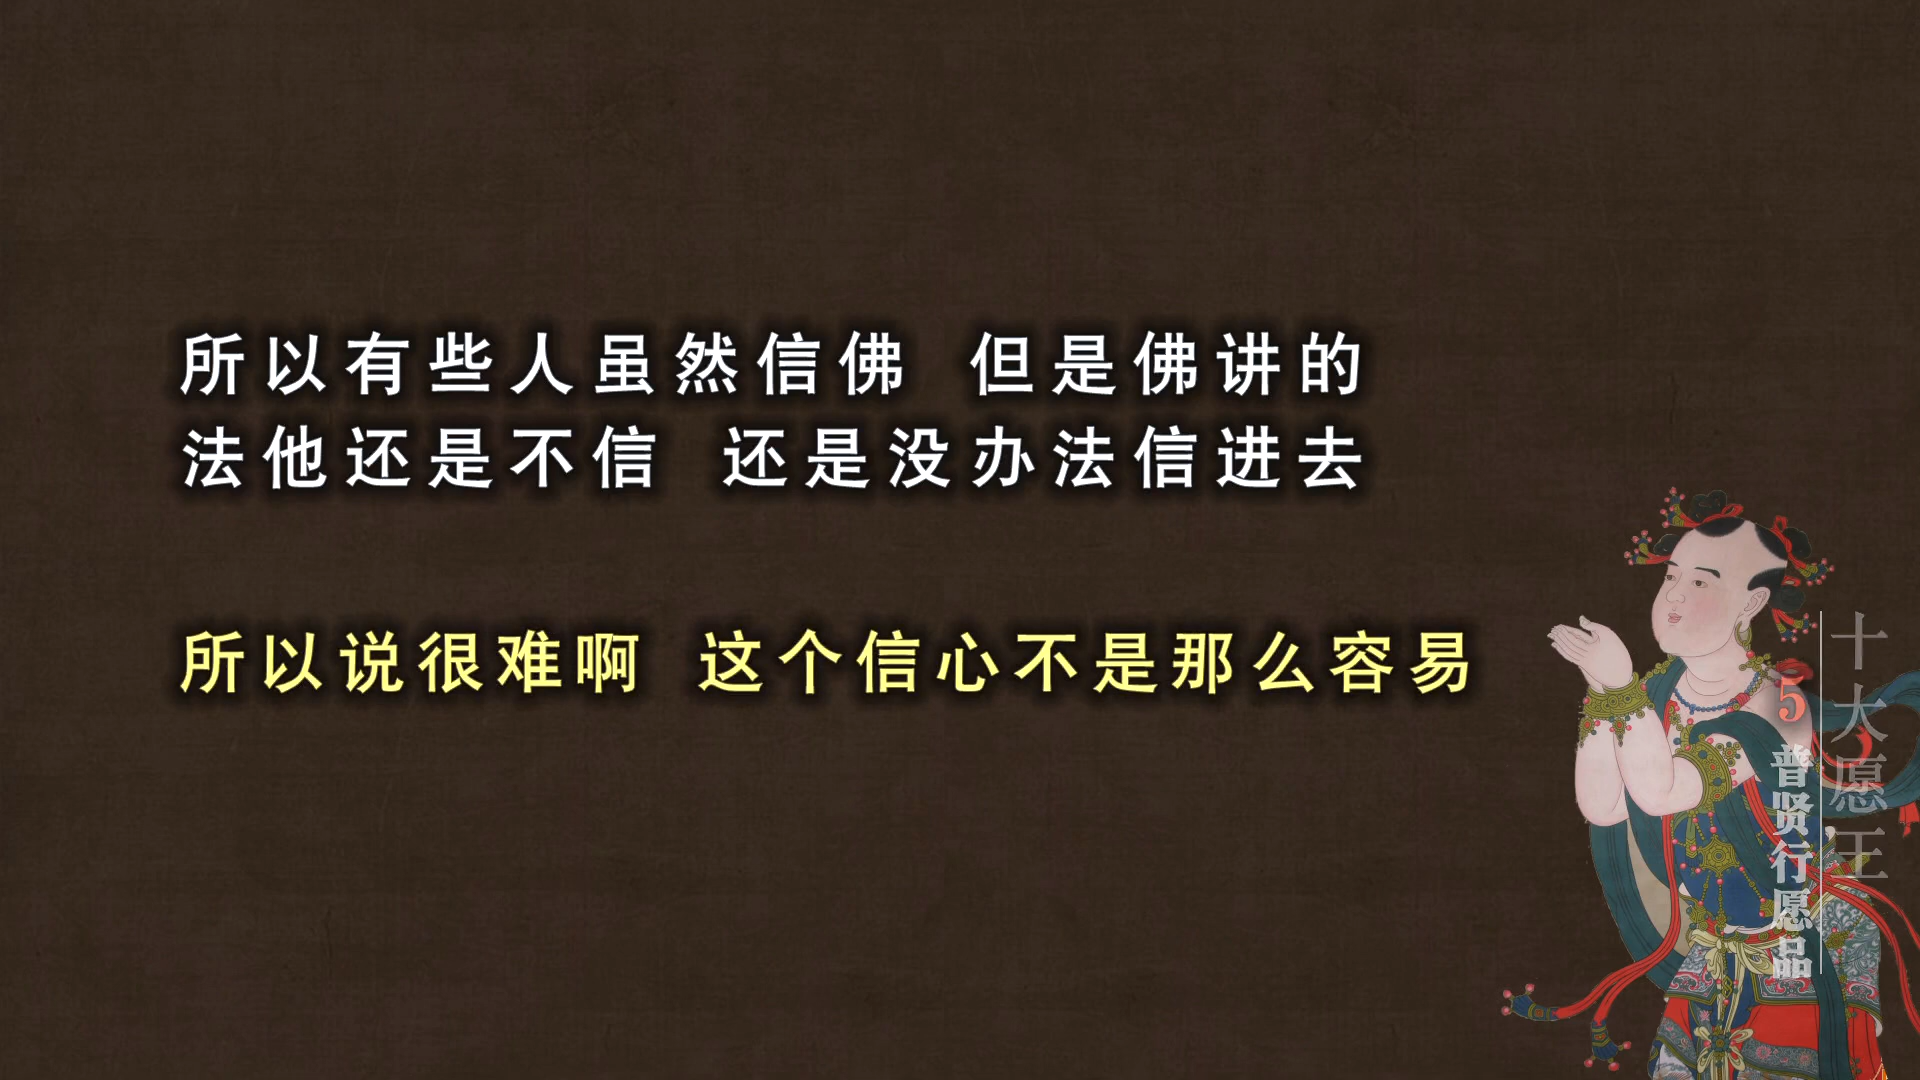 所以有些人虽然信佛 但是佛讲的
法他还是不信 还是没办法信进去
所以说很难啊 这个信心不是那么容易
十大愿王
5 普贤行愿品